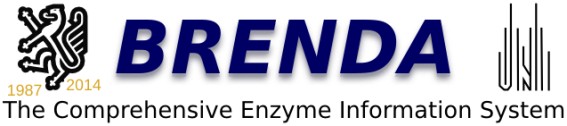 BRENDA
1987 2014
The Comprehensive Enzyme Information System